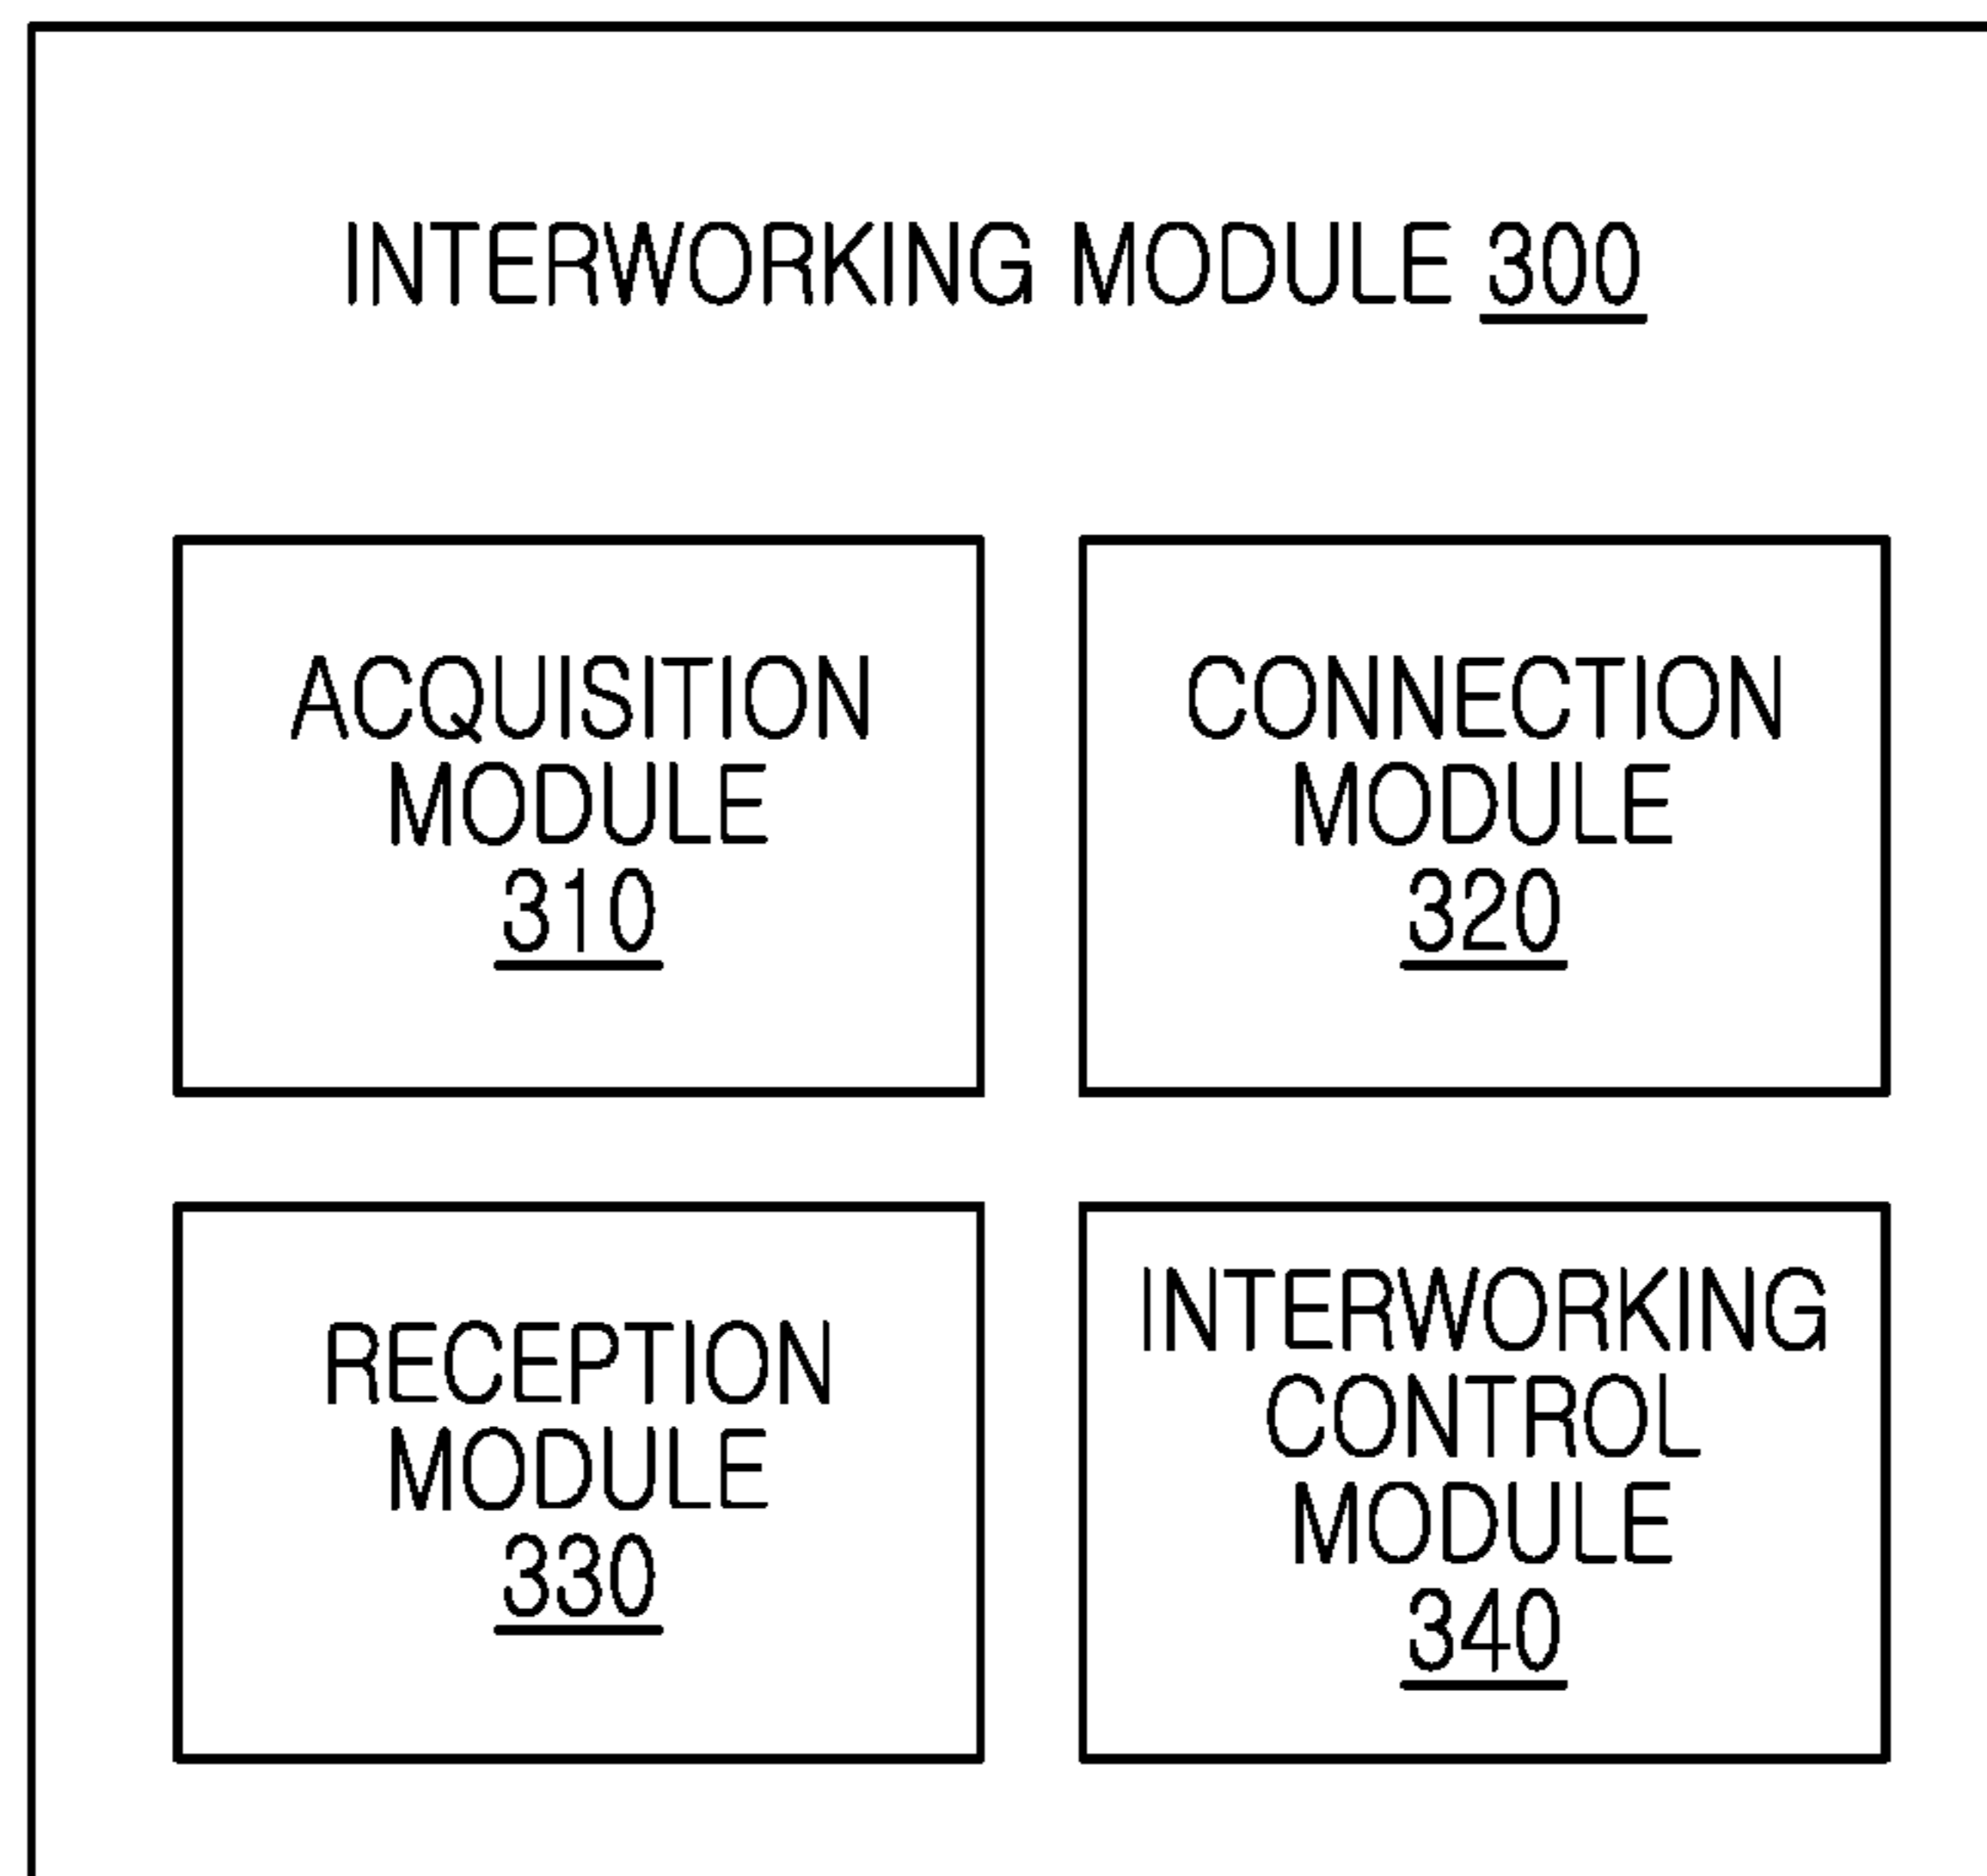 INTERWORKING MODULE 300
ACQUISITION
MODULE
310
CONNECTION
MODULE
320
RECEPTION
MODULE
330
INTERWORKING
CONTROL
MODULE
340